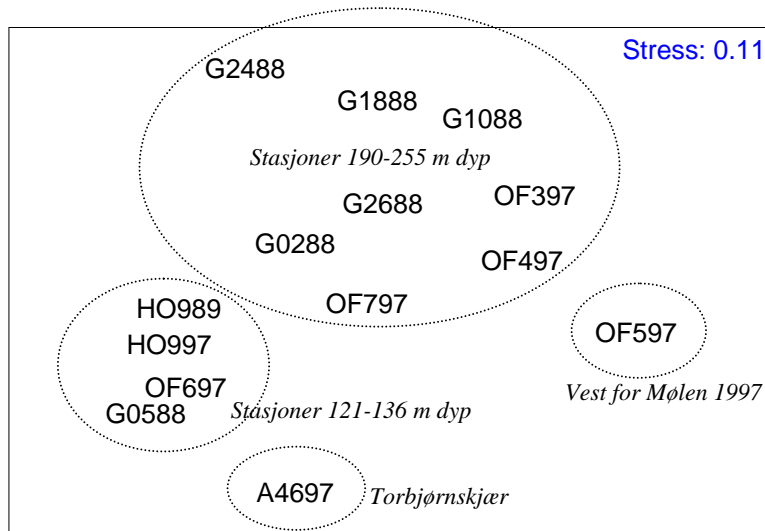 Stress: 0.11
G2488
G1888
G1088
Stasjoner 190-255 m dyp
G2688
OF397
G0288
OF497
OF797
HO989
HO997
OF597
OF697
G0588
Stasjoner 121-136 m dyp
Vest for Mølen 1997
A4697
Torbjørnskjær